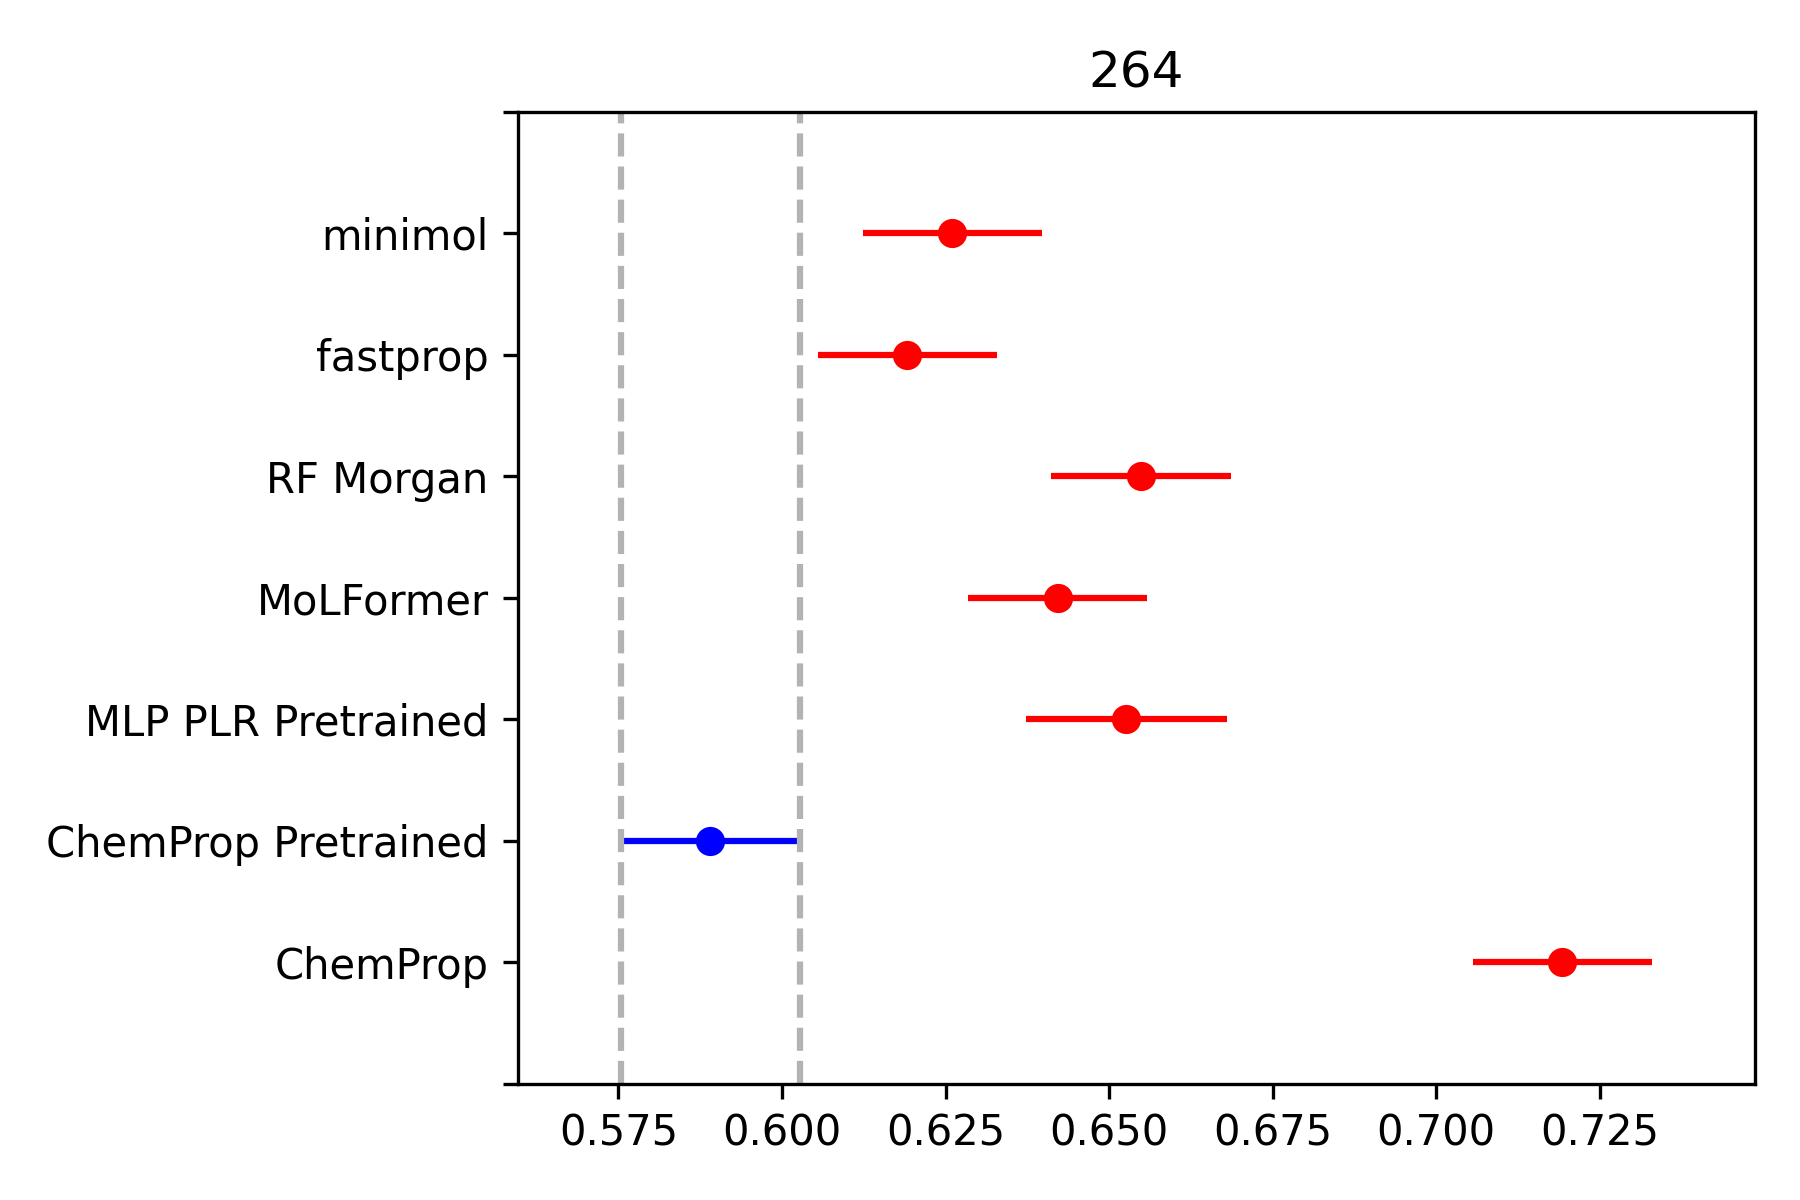 264
minimol
fastprop
RF Morgan
MoLFormer
MLP PLR Pretrained
ChemProp Pretrained
ChemProp
0.575 0.600 0.625 0.650 0.675 0.700 0.725